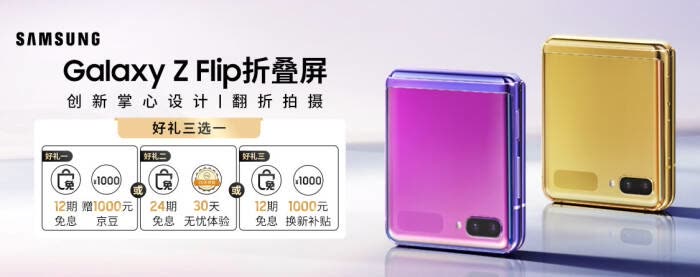 SAMSUNG
Galaxy Z Flip折叠屏
创新掌心设计|翻折拍摄
好礼三选一
好礼一
免
¥1000
12期 赠1000元
免息 京豆
或
好礼二
免
24期 30天
免息 无忧体验
或
好礼三
免
¥1000
12期 1000元
免息 换新补贴